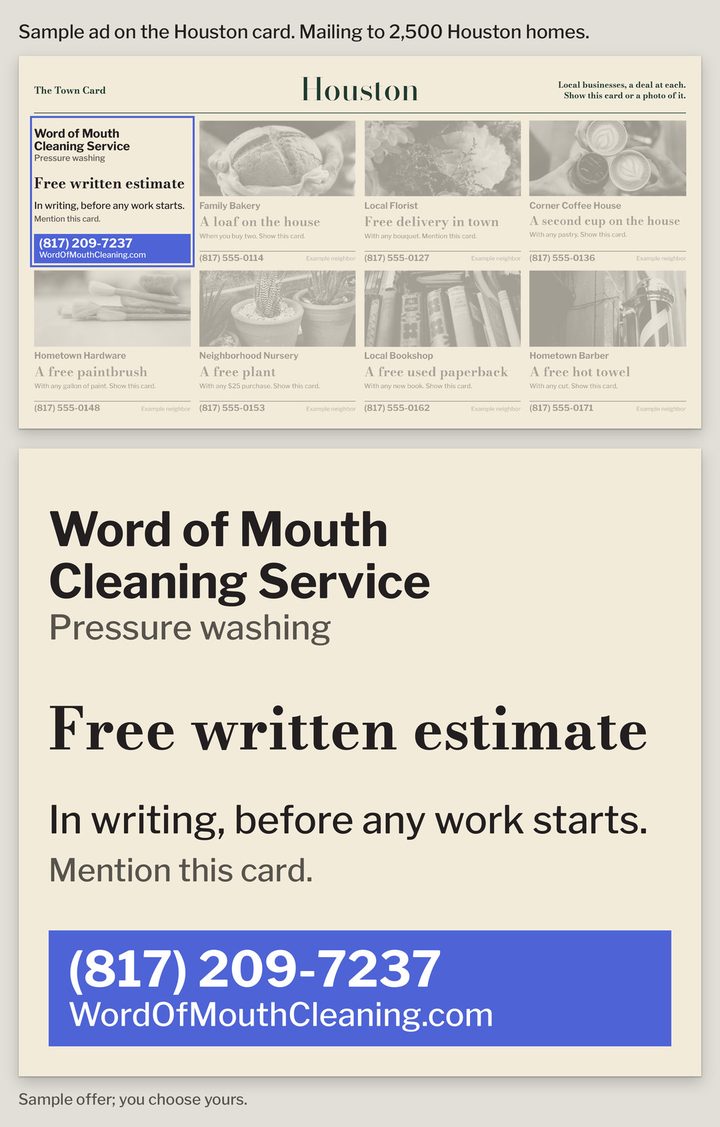 Sample ad on the Houston card. Mailing to 2,500 Houston homes.
The Town Card
Houston
Local businesses, a deal at each.
Show this card or a photo of it.
Word of Mouth
Cleaning Service
Pressure washing
Free written estimate
In writing, before any work starts.
Mention this card.
(817) 209-7237
WordOfMouthCleaning.com
Family Bakery
A loaf on the house
When you buy two. Show this card.
(817) 555-0114
Example neighbor
Local Florist
Free delivery in town
With any bouquet. Mention this card.
(817) 555-0127
Example neighbor
Corner Coffee House
A second cup on the house
With any pastry. Show this card.
(817) 555-0136
Example neighbor
Hometown Hardware
A free paintbrush
With any gallon of paint. Show this card.
(817) 555-0148
Example neighbor
Neighborhood Nursery
A free plant
With any $25 purchase. Show this card.
(817) 555-0153
Example neighbor
Local Bookshop
A free used paperback
With any new book. Show this card.
(817) 555-0162
Example neighbor
Hometown Barber
A free hot towel
With any cut. Show this card.
(817) 555-0171
Example neighbor
Word of Mouth
Cleaning Service
Pressure washing
Free written estimate
In writing, before any work starts.
Mention this card.
(817) 209-7237
WordOfMouthCleaning.com
Sample offer; you choose yours.